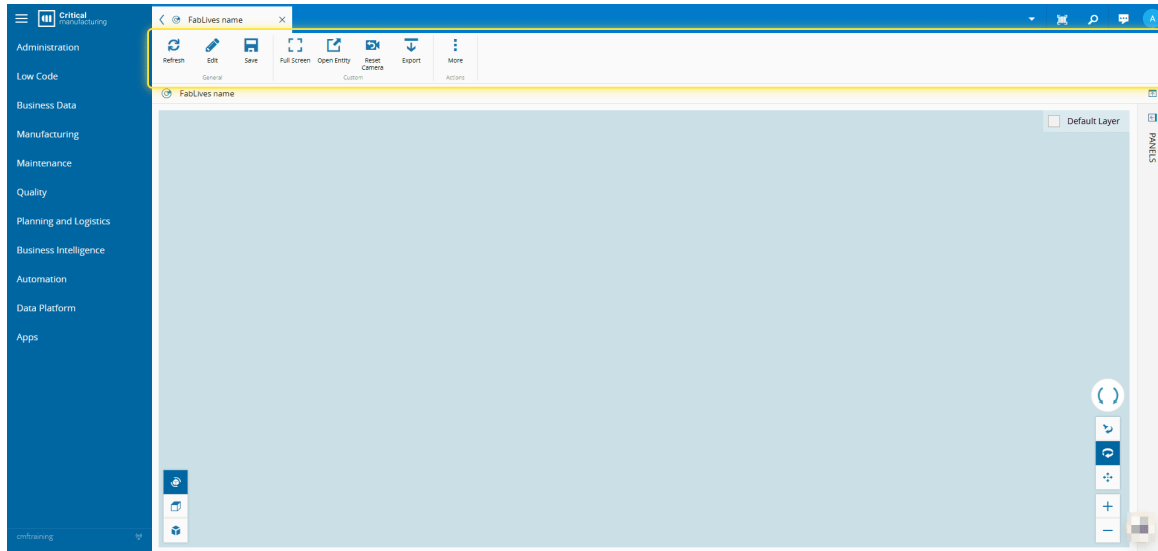 Critical
manufacturing
FabLives name
A
Administration
Low Code
Business Data
Manufacturing
Maintenance
Quality
Planning and Logistics
Business Intelligence
Automation
Data Platform
Apps
cmftraining
Refresh
Edit
Save
General
Full Screen
Open Entity
Reset
Camera
Export
Custom
More
Actions
FabLives name
Default Layer
PANELS